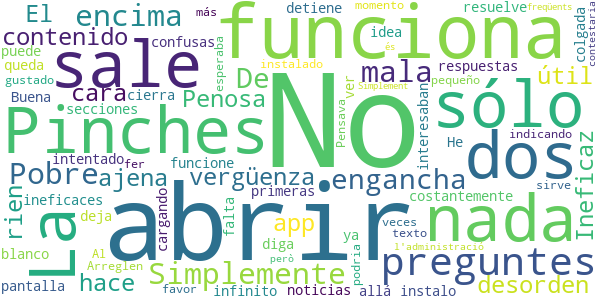 más
detiene
momento
freqüents
El encima
funciona
resuelve
colgada
contestaria
contenido
puede
confusas
idea
respuestas
sale
mala
útil
queda
esperaba
instalado
és
gustado
Buena
cierra
De
cara
Penosa
ver
pequeño
Simplement
secciones
No
sólo
Pinches
Pensava
interesaban
He
indicando
intentado
fer
funcione
dos
Ineficaz
Pobre
vergüenza
engancha
sirve
ineficaces
ajena
primeras
costantemente
rien
La
abrir
nada
deja
cargando
falta
app
ya
veces
texto
l'administració
blanco
Al
diga
podria
preguntes
hace
Simplemente
però
Arreglen
desorden
pantalla
favor
infinito
noticias
allá
instalo